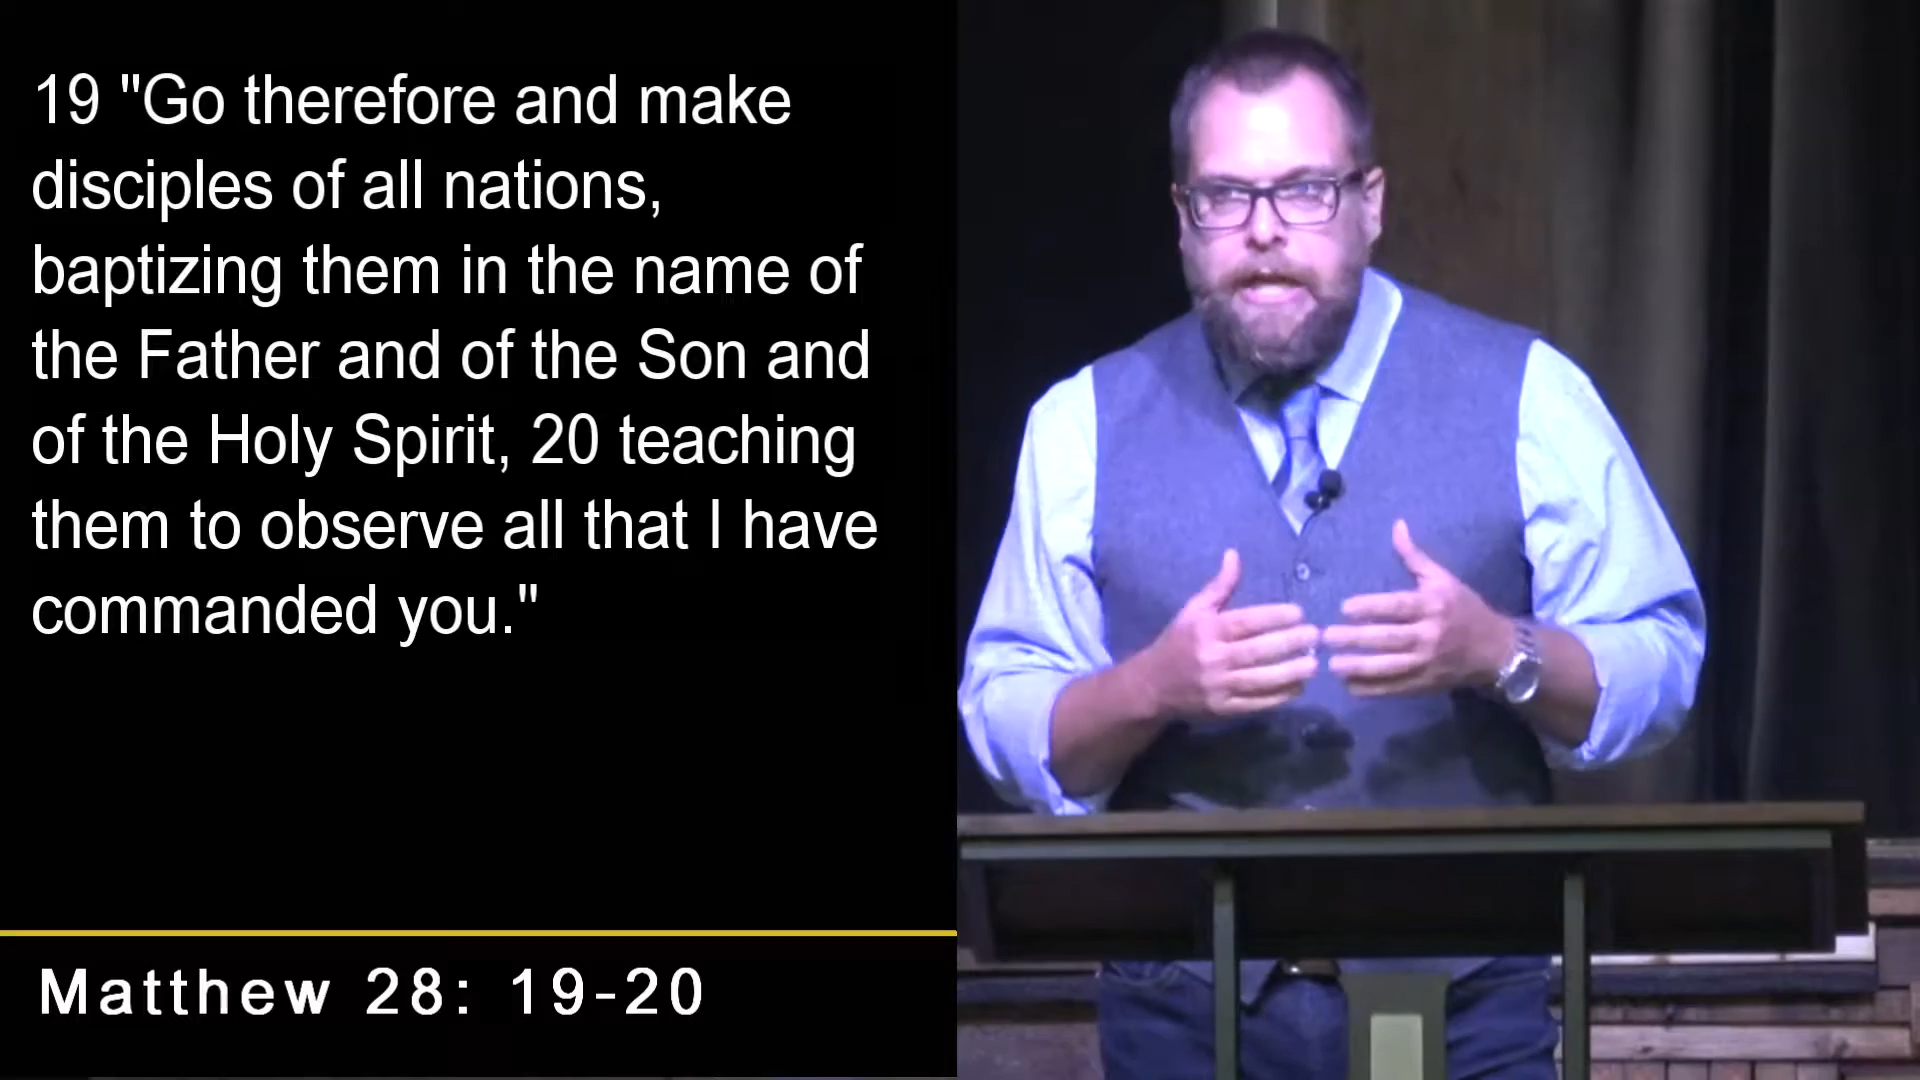 19 "Go therefore and make
disciples of all nations,
baptizing them in the name of
the Father and of the Son and
of the Holy Spirit, 20 teaching
them to observe all that I have
commanded you."
Matthew 28: 19-20